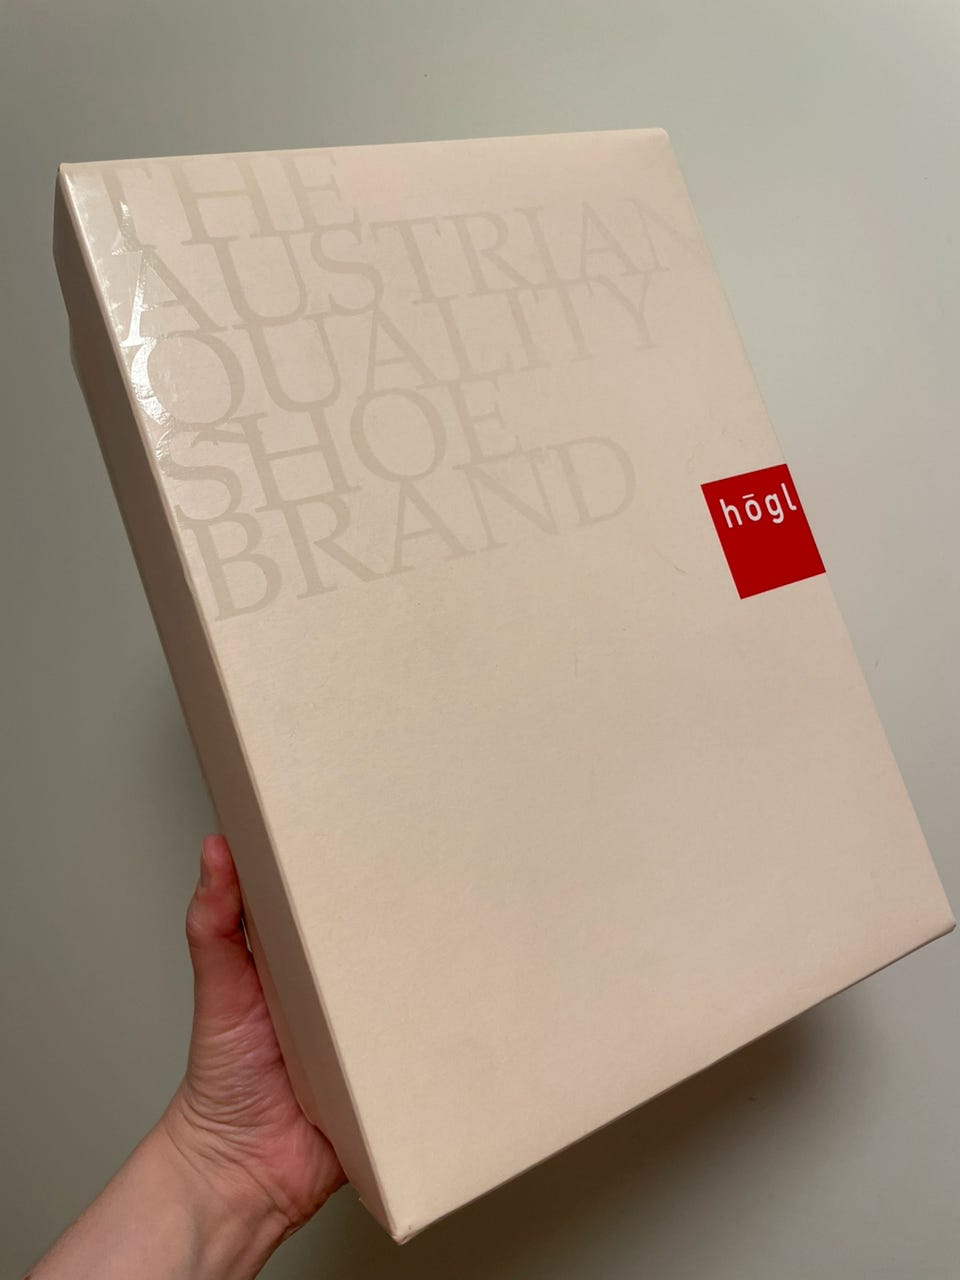 THE
AUSTRIAN
QUALITY
SHOE
BRAND
hōgl